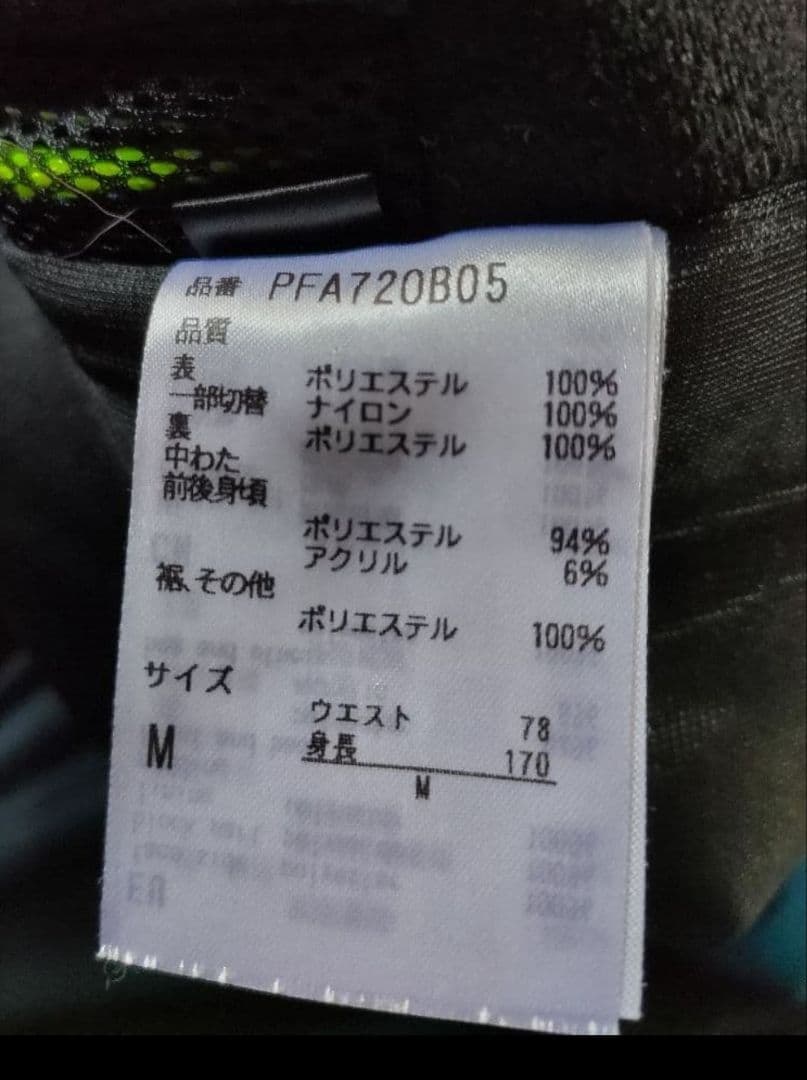 品番 PFA720B05
品質
表 ポリエステル 100%
一部切替 ナイロン 100%
裏 ポリエステル 100%
中わた
前後身頃
ポリエステル 94%
アクリル 6%
裾、その他
ポリエステル 100%
サイズ
ウエスト 78
M 身長 170
M